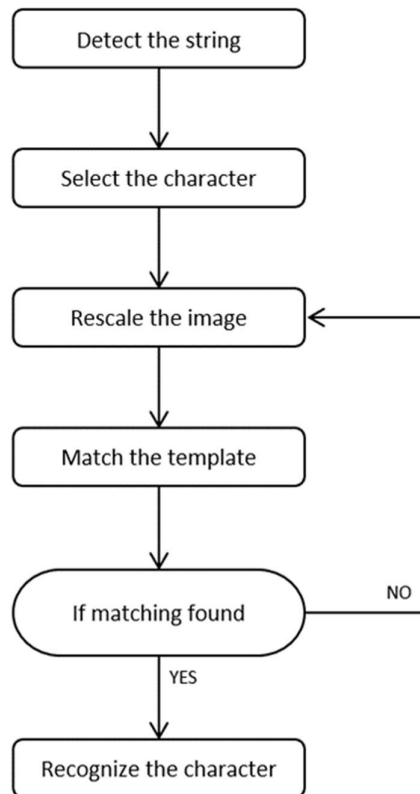 Detect the string
Select the character
Rescale the image
Match the template
If matching found
NO
YES
Recognize the character